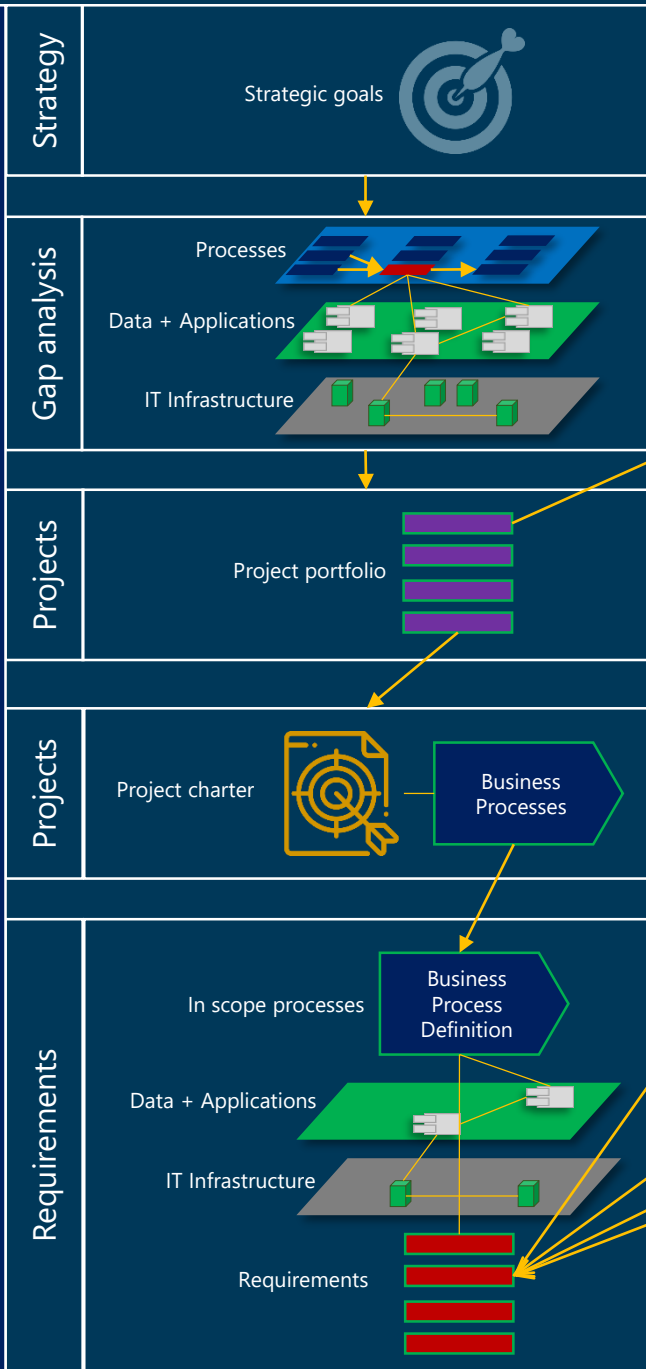 Strategy
Strategic goals
Gap analysis
Processes
Data + Applications
IT Infrastructure
Projects
Project portfolio
Projects
Project charter
Business
Processes
Requirements
In scope processes
Business
Process
Definition
Data + Applications
IT Infrastructure
Requirements